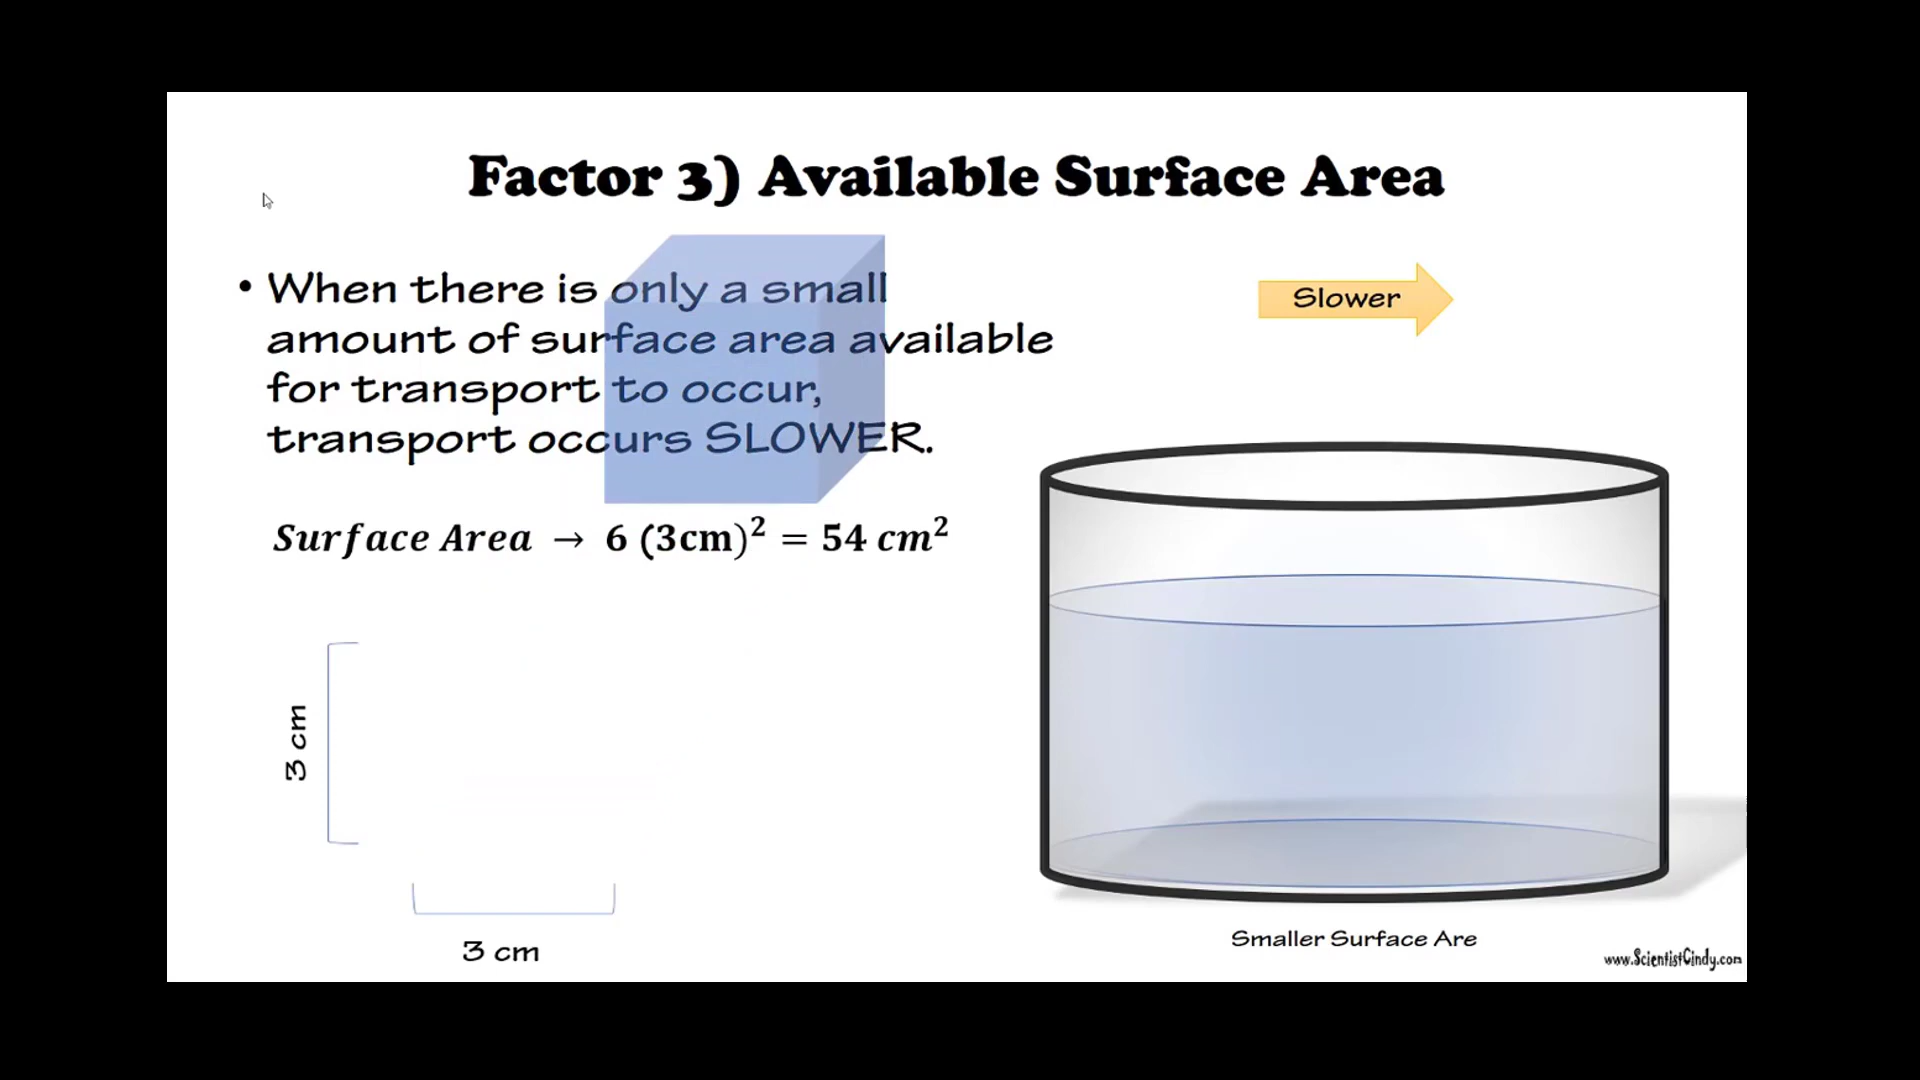 Factor 3) Available Surface Area
• When there is only a small
amount of surface area available
for transport to occur,
transport occurs SLOWER.
Surface Area → 6 (3cm)² = 54 cm²
3 cm
3 cm
Slower
Smaller Surface Are
www.ScientistCindy.com